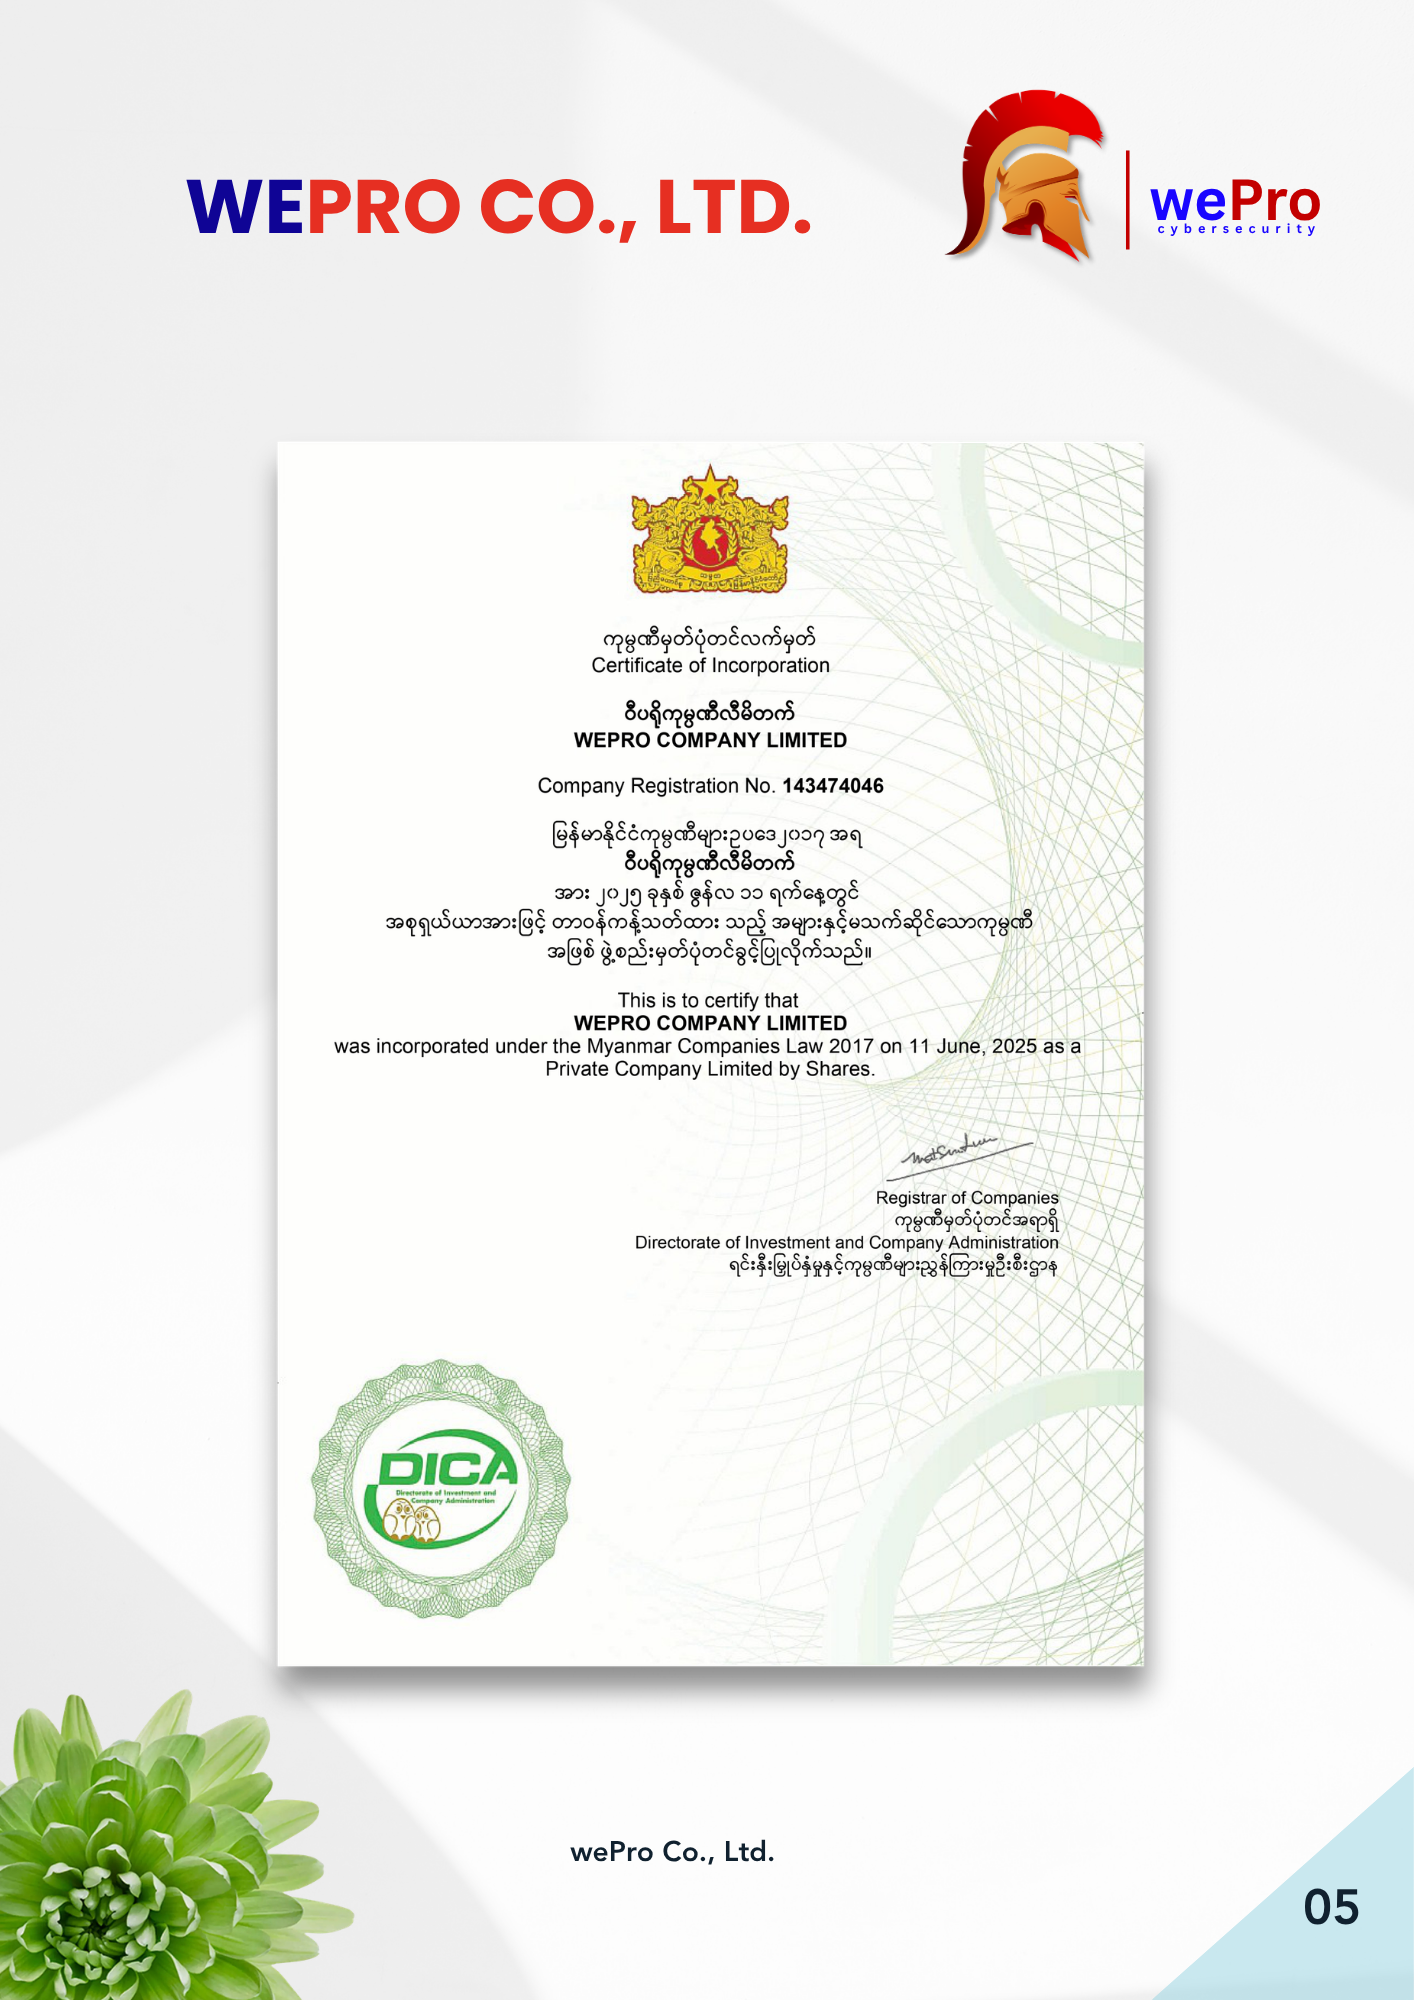 WEPRO CO., LTD.
wePro
cybersecurity
ကုမ္ပဏီမှတ်ပုံတင်လက်မှတ်
Certificate of Incorporation
ဝီပရိုကုမ္ပဏီလီမိတက်
WEPRO COMPANY LIMITED
Company Registration No. 143474046
မြန်မာနိုင်ငံကုမ္ပဏီများဥပဒေ၂၀၁၇ အရ
ဝီပရိုကုမ္ပဏီလီမိတက်
အား ၂၀၂၅ ခုနှစ် ဇွန်လ ၁၁ ရက်နေ့တွင်
အစုရှယ်ယာအားဖြင့် တာဝန်ကန့်သတ်ထား သည့် အများနှင့်မသက်ဆိုင်သောကုမ္ပဏီ
အဖြစ် ဖွဲ့စည်းမှတ်ပုံတင်ခွင့်ပြုလိုက်သည်။
This is to certify that
WEPRO COMPANY LIMITED
was incorporated under the Myanmar Companies Law 2017 on 11 June, 2025 as a
Private Company Limited by Shares.
Registrar of Companies
ကုမ္ပဏီမှတ်ပုံတင်အရာရှိ
Directorate of Investment and Company Administration
ရင်းနှီးမြှုပ်နှံမှုနှင့်ကုမ္ပဏီများညွှန်ကြားမှုဦးစီးဌာန
DICA
Directorate of Investment and
Company Administration
wePro Co., Ltd.
05